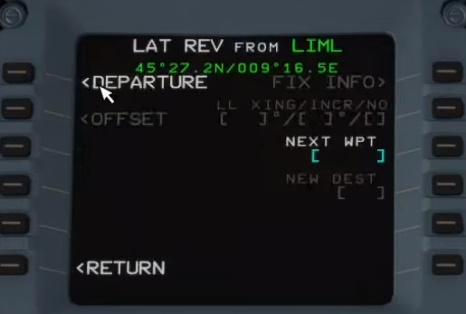 LAT REV FROM LIML
45°27.2N/009°16.5E
<DEPARTURE FIX INFO>
LL XING/INCR/NO
<OFFSET [ ]°/[ ]°/[]
NEXT WPT
[ ]
NEW DEST
[ ]
<RETURN